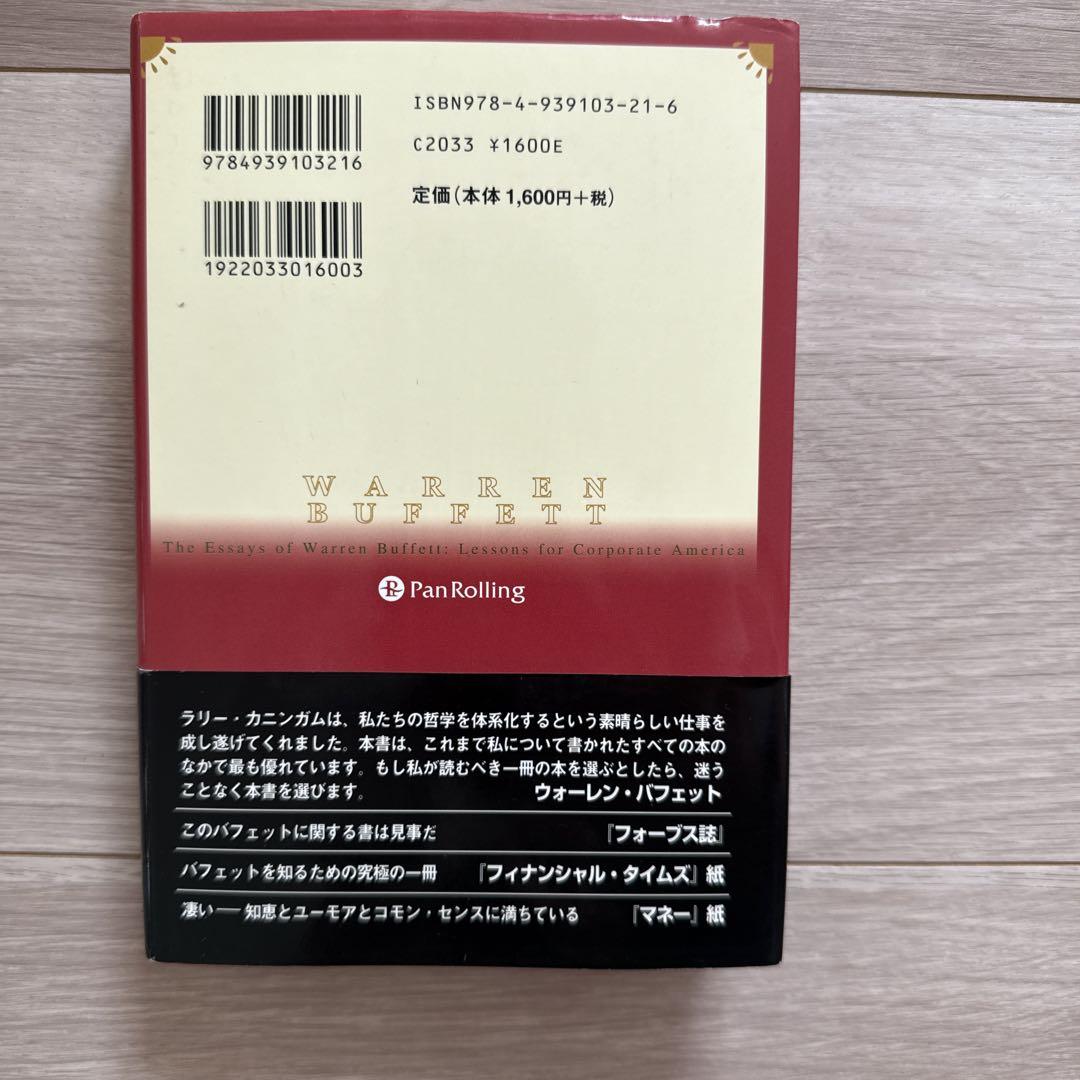 ISBN978-4-939103-21-6
9784939103216
C2033 ¥1600E
定価(本体1,600円+税)
1922033016003
WARREN
BUFFETT
The Essays of Warren Buffett: Lessons for Corporate America
PanRolling
ラリー・カニンガムは、私たちの哲学を体系化するという素晴らしい仕事を
成し遂げてくれました。本書は、これまで私について書かれたすべての本の
なかで最も優れています。もし私が読むべき一冊の本を選ぶとしたら、迷う
ことなく本書を選びます。 ウォーレン・バフェット
このバフェットに関する書は見事だ 『フォーブス誌』
バフェットを知るための究極の一冊 『フィナンシャル・タイムズ』紙
凄い──知恵とユーモアとコモン・センスに満ちている 『マネー』紙